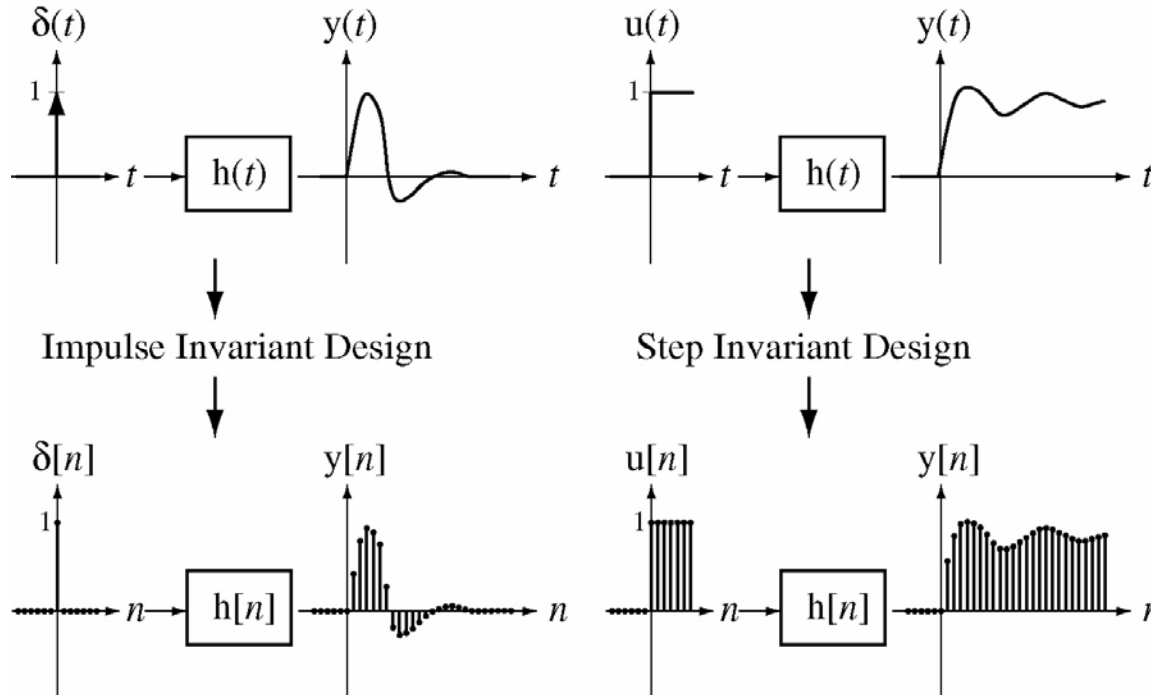 δ(t)
y(t)
u(t)
y(t)
1
1
t
h(t)
t
t
h(t)
t
Impulse Invariant Design
Step Invariant Design
δ[n]
y[n]
u[n]
y[n]
1
1
n
h[n]
n
n
h[n]
n